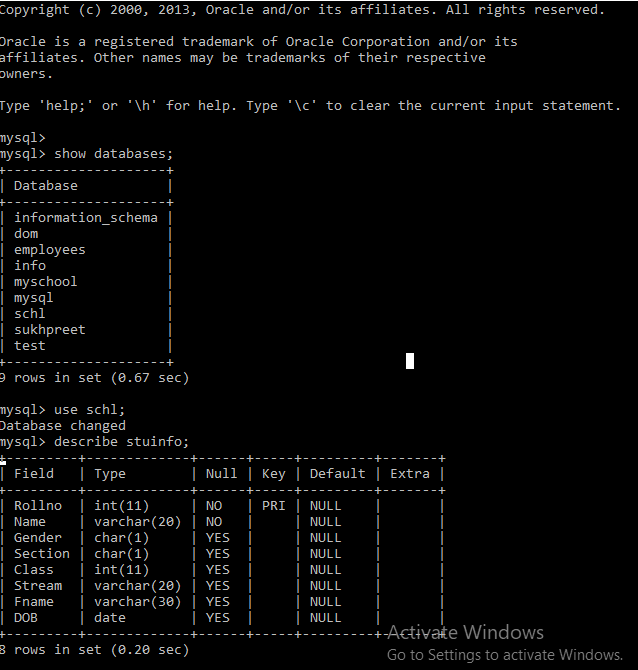 Copyright (c) 2000, 2013, Oracle and/or its affiliates. All rights reserved.
Oracle is a registered trademark of Oracle Corporation and/or its
affiliates. Other names may be trademarks of their respective
owners.
Type 'help;' or '\h' for help. Type '\c' to clear the current input statement.
mysql>
mysql> show databases;
+--------------------+
| Database           |
+--------------------+
| information_schema |
| dom                |
| employees          |
| info               |
| myschool           |
| mysql              |
| schl               |
| sukhpreet          |
| test               |
+--------------------+
9 rows in set (0.67 sec)
mysql> use schl;
Database changed
mysql> describe stuinfo;
+---------+-------------+------+-----+---------+-------+
| Field   | Type        | Null | Key | Default | Extra |
+---------+-------------+------+-----+---------+-------+
| Rollno  | int(11)     | NO   | PRI | NULL    |       |
| Name    | varchar(20) | NO   |     | NULL    |       |
| Gender  | char(1)     | YES  |     | NULL    |       |
| Section | char(1)     | YES  |     | NULL    |       |
| Class   | int(11)     | YES  |     | NULL    |       |
| Stream  | varchar(20) | YES  |     | NULL    |       |
| Fname   | varchar(30) | YES  |     | NULL    |       |
| DOB     | date        | YES  |     | NULL    |       |
+---------+-------------+------+-----+---------+-------+
8 rows in set (0.20 sec)
Activate Windows
Go to Settings to activate Windows.